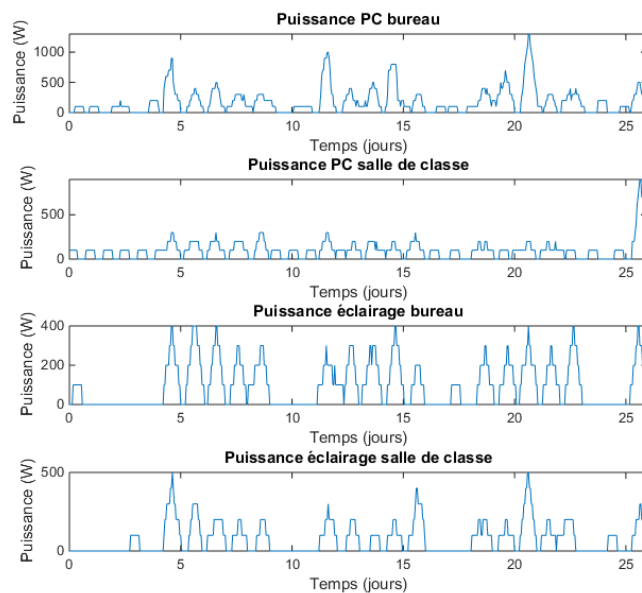 Puissance PC bureau
Puissance (W)
1000
500
0
0 5 10 15 20 25
Temps (jours)
Puissance PC salle de classe
Puissance (W)
500
0
0 5 10 15 20 25
Temps (jours)
Puissance éclairage bureau
Puissance (W)
400
200
0
0 5 10 15 20 25
Temps (jours)
Puissance éclairage salle de classe
Puissance (W)
500
0
0 5 10 15 20 25
Temps (jours)